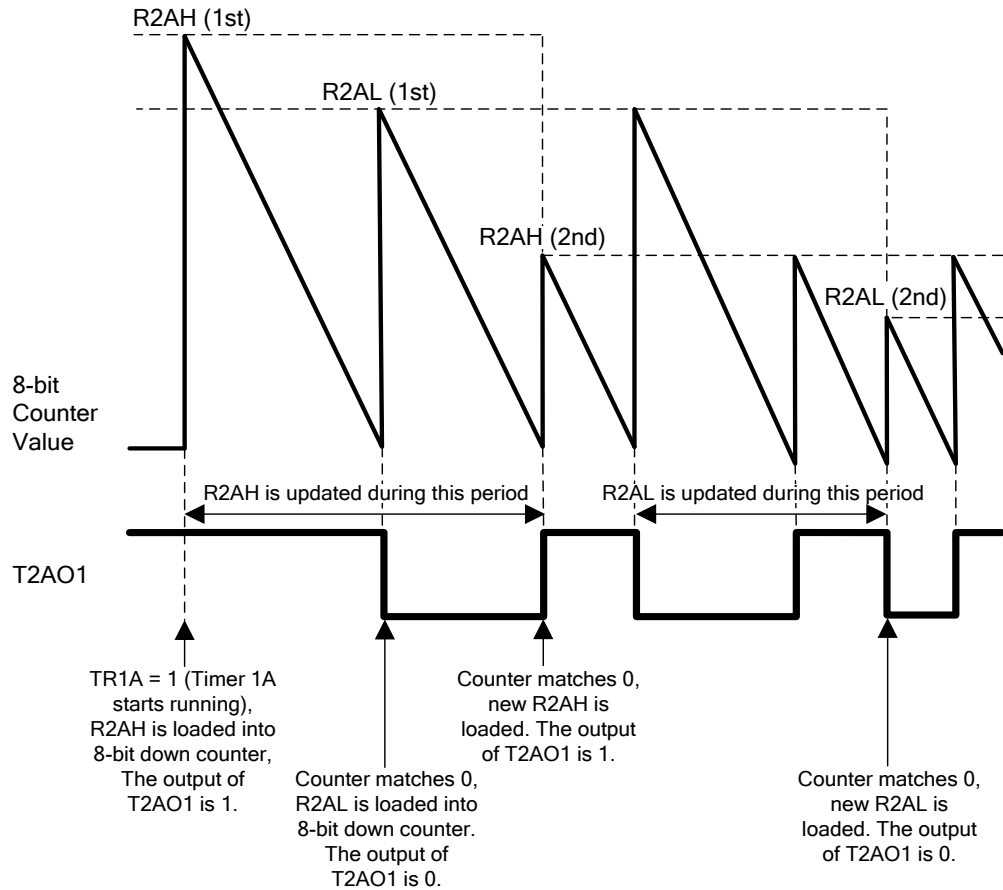 R2AH (1st)
R2AL (1st)
R2AH (2nd)
R2AL (2nd)
8-bit
Counter
Value
R2AH is updated during this period
R2AL is updated during this period
T2AO1
TR1A = 1 (Timer 1A
starts running),
R2AH is loaded into
8-bit down counter,
The output of
T2AO1 is 1.
Counter matches 0,
R2AL is loaded into
8-bit down counter.
The output of
T2AO1 is 0.
Counter matches 0,
new R2AH is
loaded. The output
of T2AO1 is 1.
Counter matches 0,
new R2AL is
loaded. The output
of T2AO1 is 0.